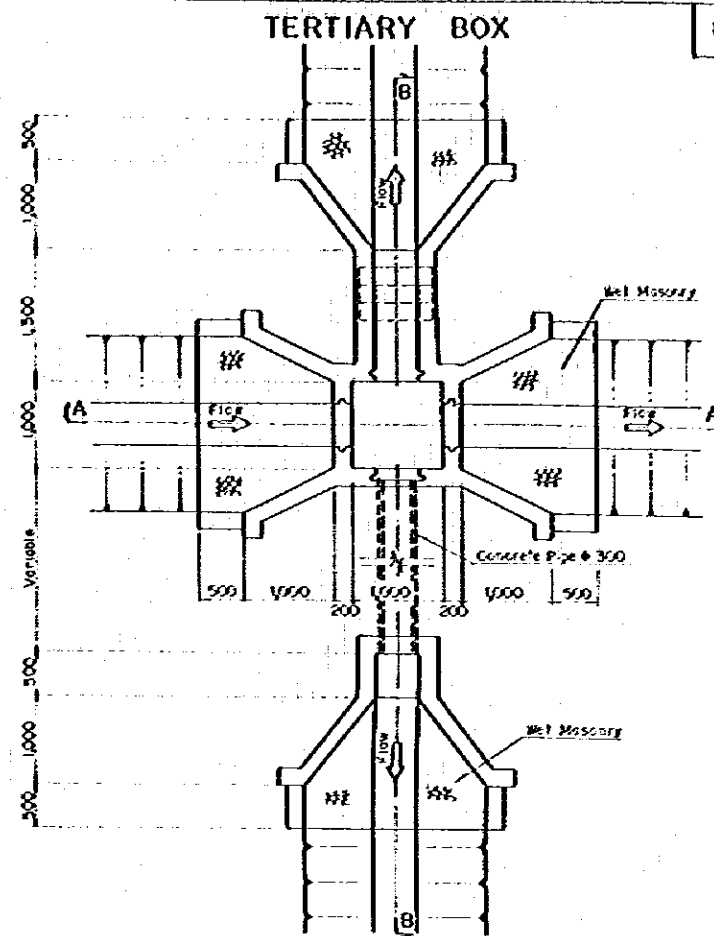 TERTIARY BOX
B
500
1,000
Flow
1,500
Wet Masonry
A
Flow
Flow
A
1,000
Variable
Concrete Pipe φ 300
500
1,000
200
1,000
200
1,000
500
500
1,000
Flow
Wet Masonry
500
B